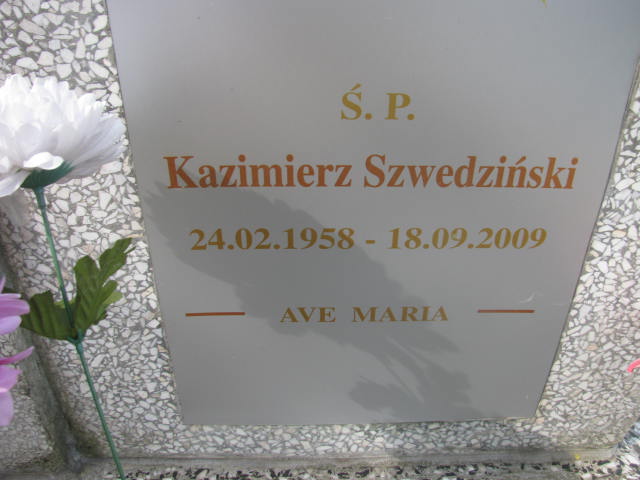 Ś. P.
Kazimierz Szwedziński
24.02.1958 - 18.09.2009
AVE MARIA